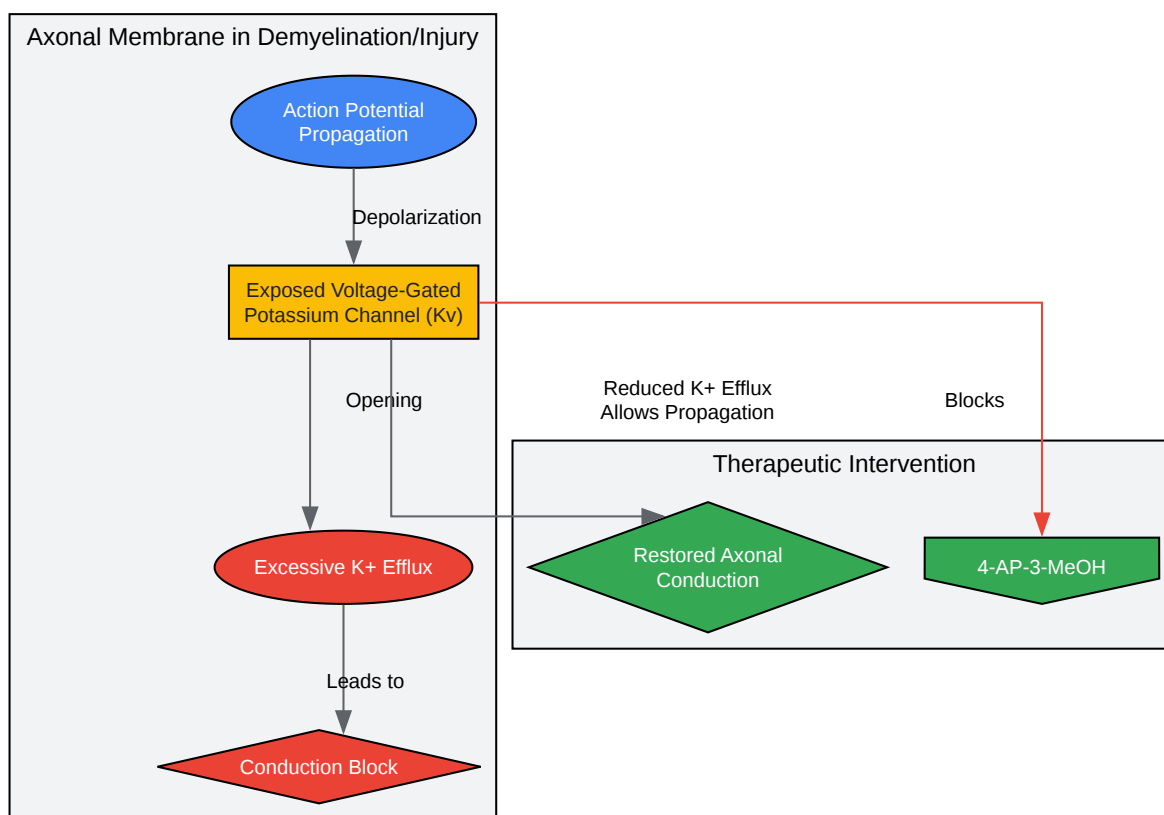 Axonal Membrane in Demyelination/Injury
Action Potential
Propagation
Depolarization
Exposed Voltage-Gated
Potassium Channel (Kv)
Opening
Reduced K+ Efflux
Allows Propagation
Blocks
Therapeutic Intervention
Excessive K+ Efflux
Restored Axonal
Conduction
4-AP-3-MeOH
Leads to
Conduction Block